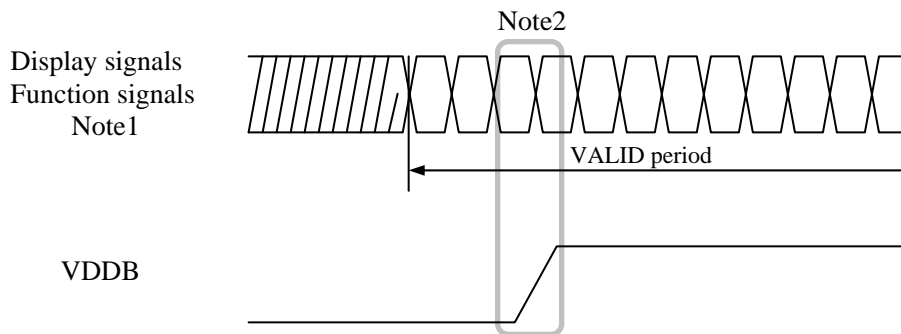 Note2
Display signals
Function signals
Note1
VALID period
VDDB